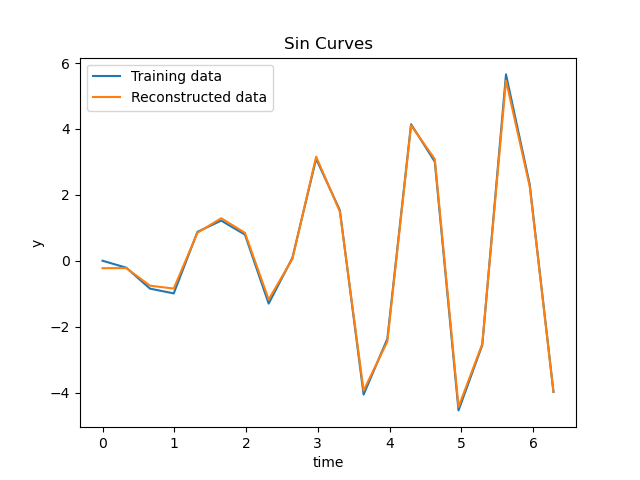 Sin Curves
Training data
Reconstructed data
6
4
2
0
−2
−4
y
0 1 2 3 4 5 6
time